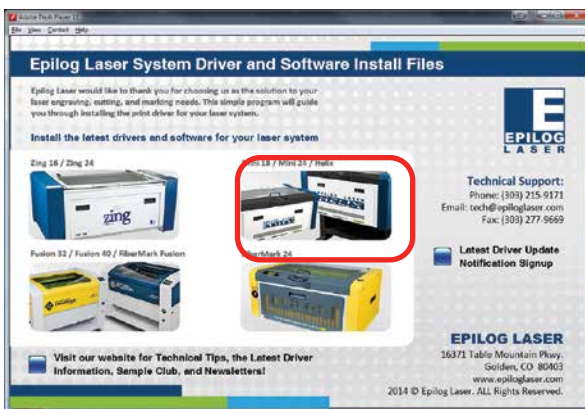 Adobe Flash Player 11
File View Control Help
Epilog Laser System Driver and Software Install Files
Epilog Laser would like to thank you for choosing us as the solution to your
laser engraving, cutting, and marking needs. This simple program will guide
you through installing the print driver for your laser system.
Install the latest drivers and software for your laser system
EPILOG
LASER
Zing 16 / Zing 24
Mini 18 / Mini 24 / Helix
zing
Technical Support:
Phone: (303) 215-9171
Email: tech@epiloglaser.com
Fax: (303) 277-9669
Fusion 32 / Fusion 40 / FiberMark Fusion
FiberMark 24
Latest Driver Update
Notification Signup
Visit our website for Technical Tips, the Latest Driver
Information, Sample Club, and Newsletters!
EPILOG LASER
16371 Table Mountain Pkwy.
Golden, CO 80403
www.epiloglaser.com
2014 © Epilog Laser. ALL Rights Reserved.